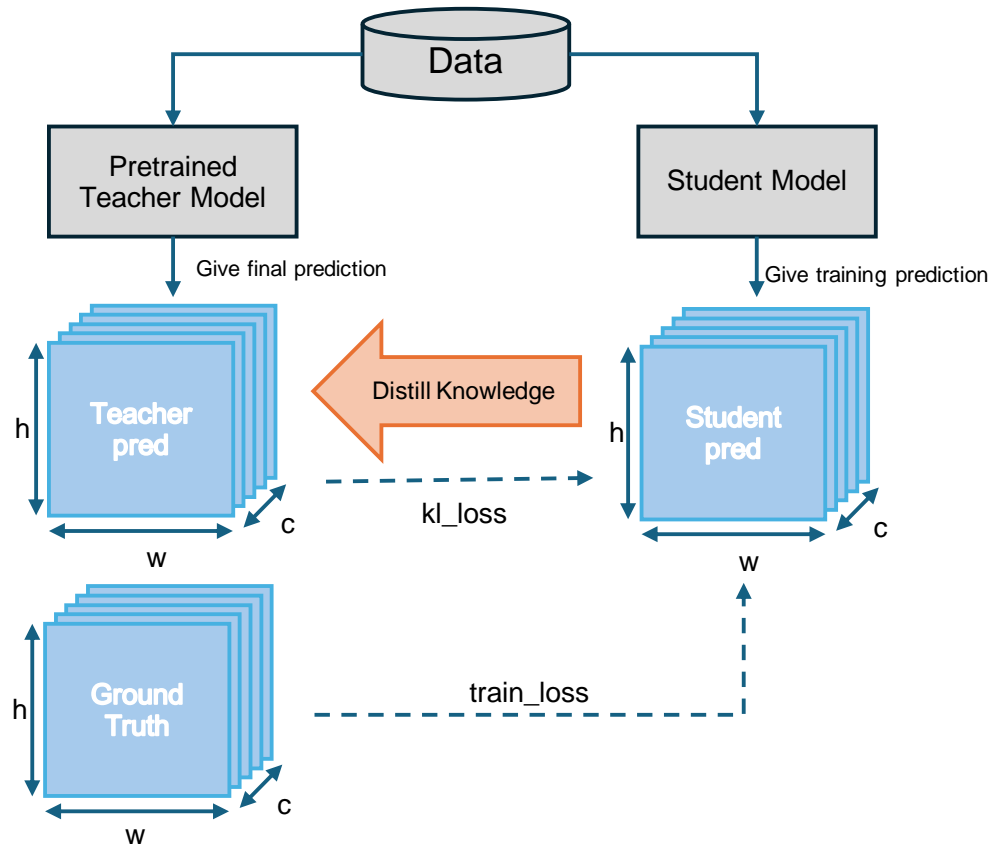 Data
Pretrained
Teacher Model
Student Model
Give final prediction
Give training prediction
Teacher
pred
h
w
c
Distill Knowledge
kl_loss
Student
pred
h
w
c
Ground
Truth
h
w
c
train_loss